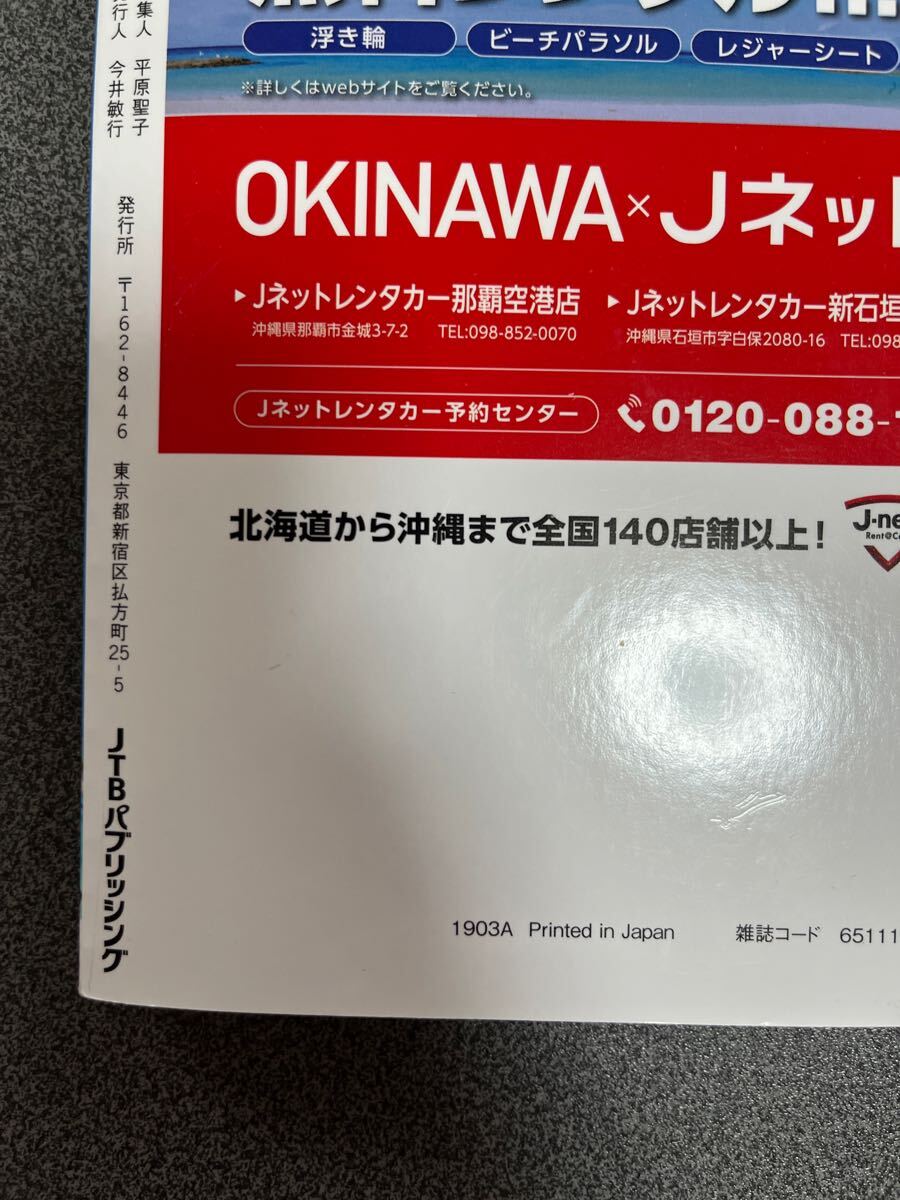 浮き輪
ビーチパラソル
レジャーシート
※詳しくはwebサイトをご覧ください。
OKINAWA×Jネッ
▶Jネットレンタカー那覇空港店
沖縄県那覇市金城3-7-2 TEL:098-852-0070
▶Jネットレンタカー新石垣
沖縄県石垣市字白保2080-16 TEL:098
Jネットレンタカー予約センター
0120-088-
北海道から沖縄まで全国140店舗以上!
J-ne
Rent@C
1903A Printed in Japan
雑誌コード 65111
集人 平原聖子
行人 今井敏行
発行所 〒162-8446 東京都新宿区払方町25-5
JTBパブリッシング